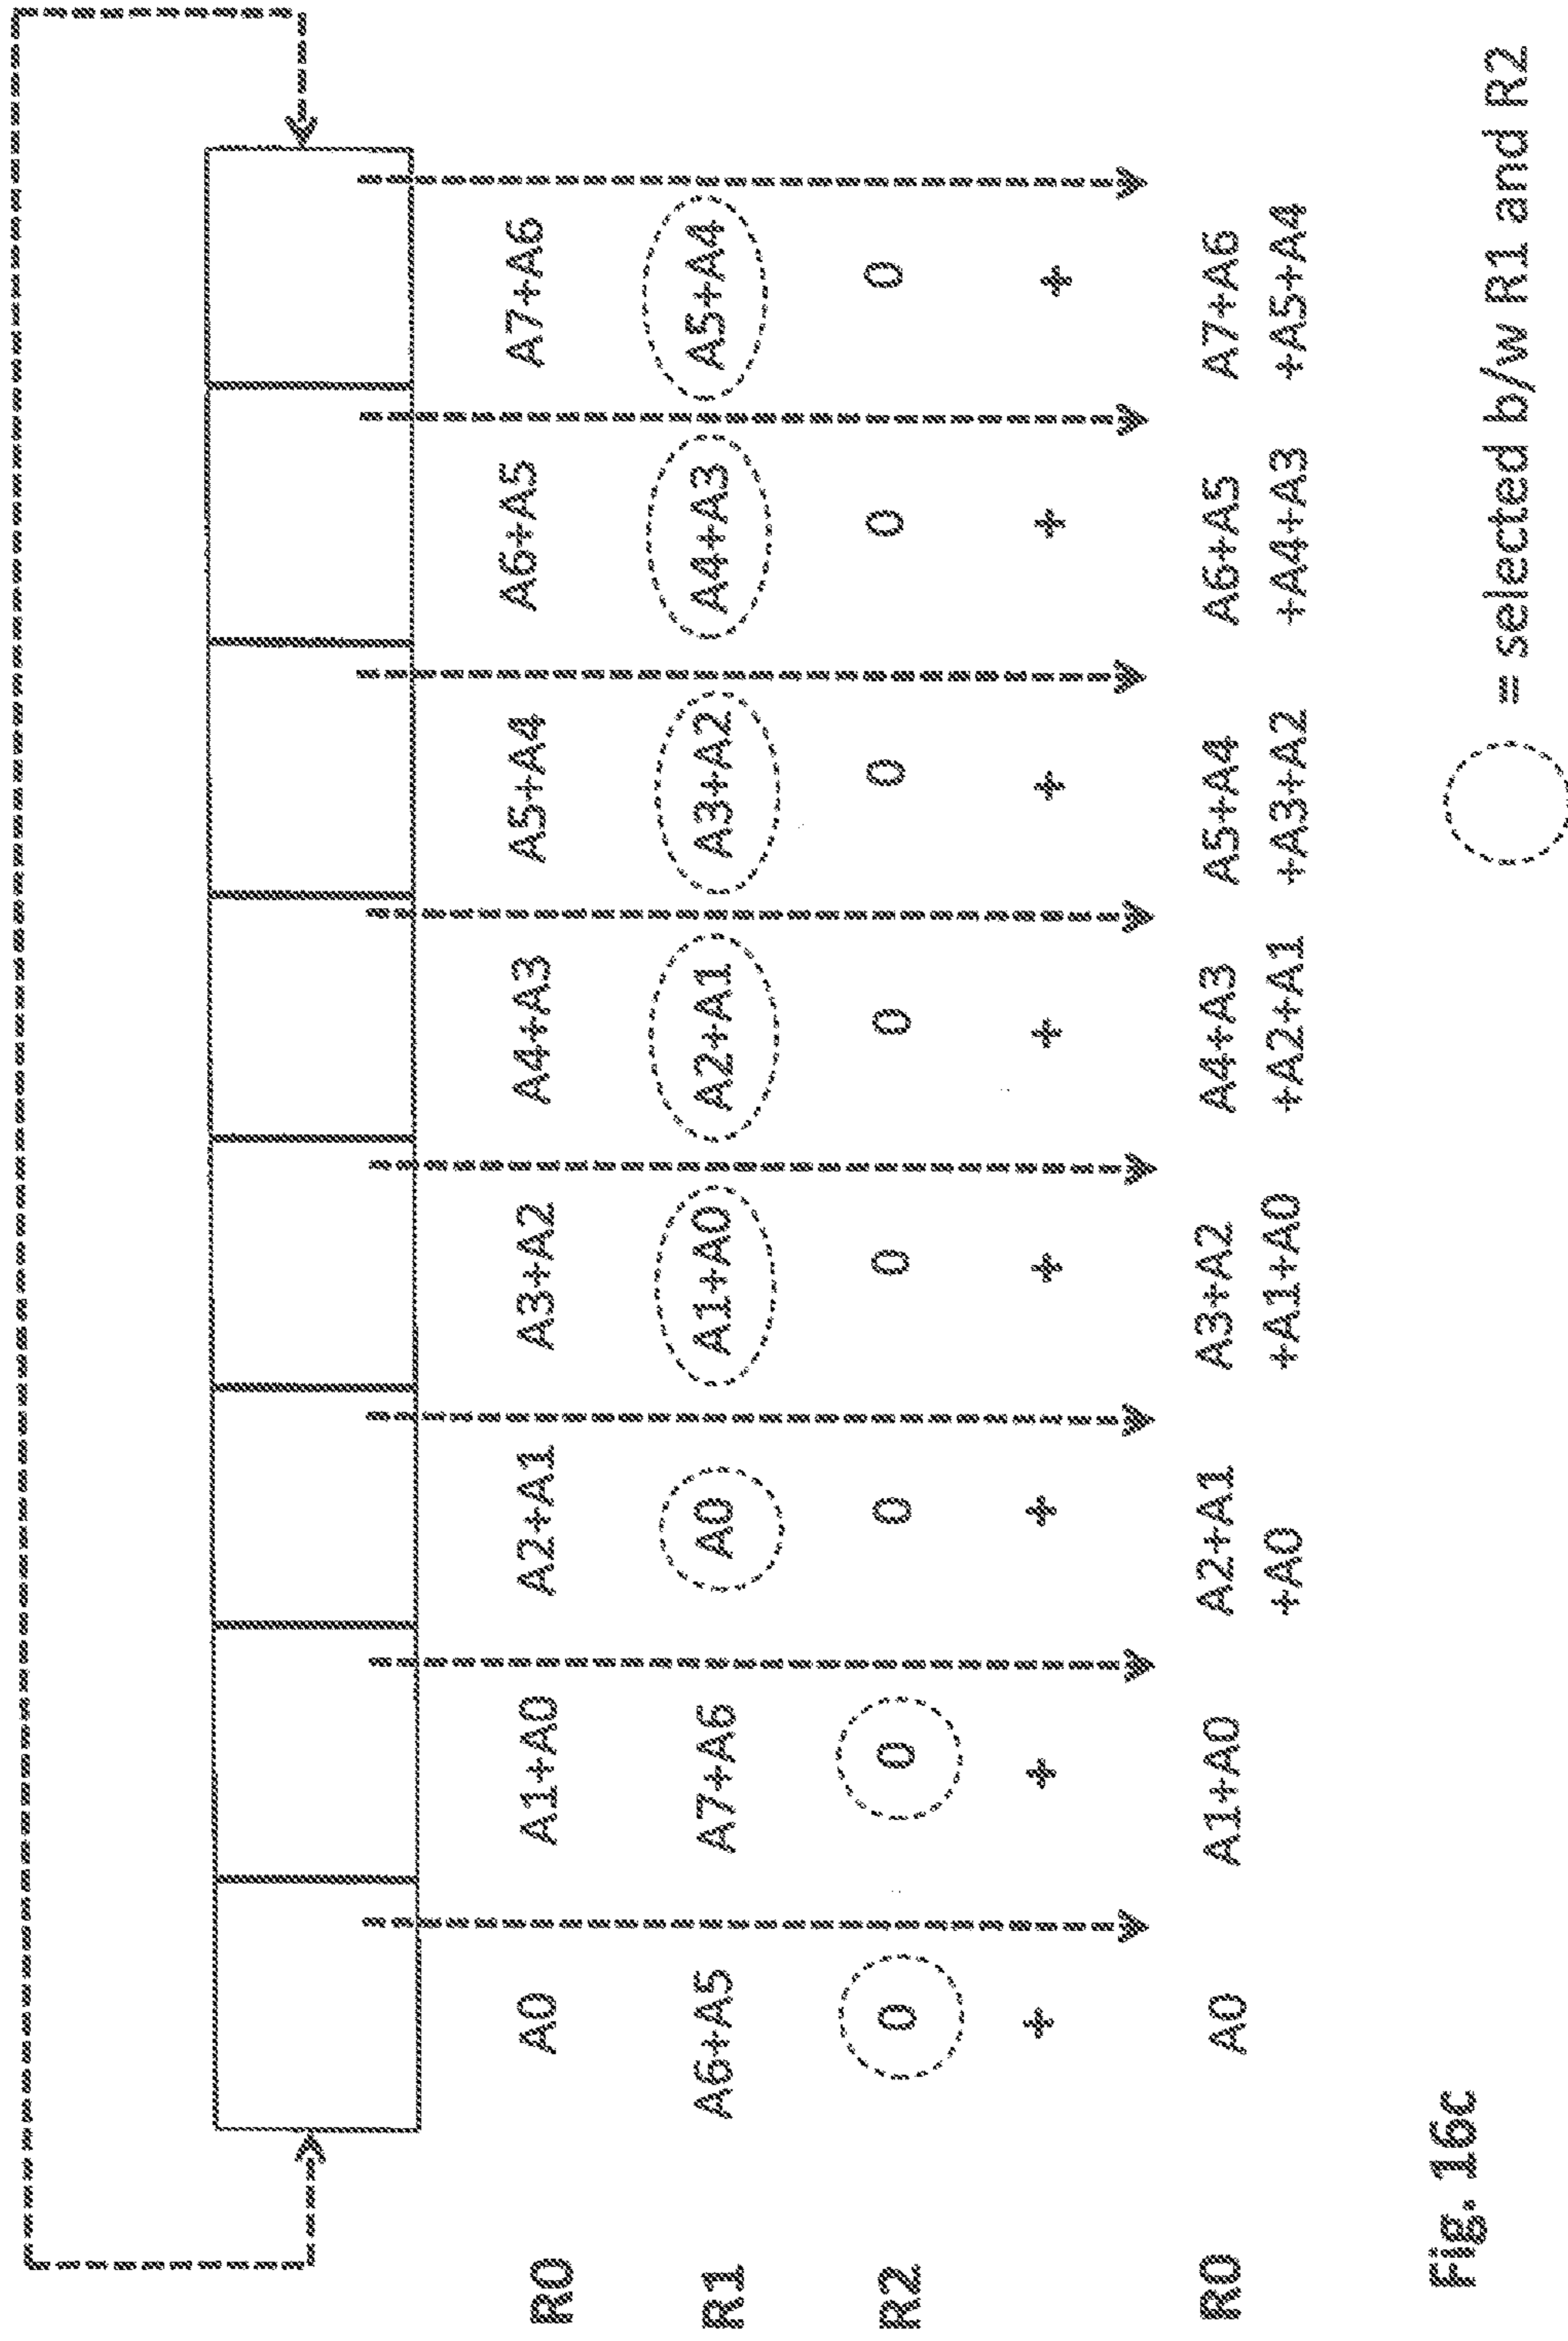 R0 A0 A1+A0 A2+A1 A3+A2 A4+A3 A5+A4 A6+A5 A7+A6
R1 A6+A5 A7+A6 A0 A1+A0 A2+A1 A3+A2 A4+A3 A5+A4
R2 0 0 0 0 0 0 0 0
+ + + + + + + +
R0 A0 A1+A0 A2+A1 A3+A2 A4+A3 A5+A4 A6+A5 A7+A6
+A0 +A1+A0 +A2+A1 +A3+A2 +A4+A3 +A5+A4
Fig. 16c
= selected b/w R1 and R2